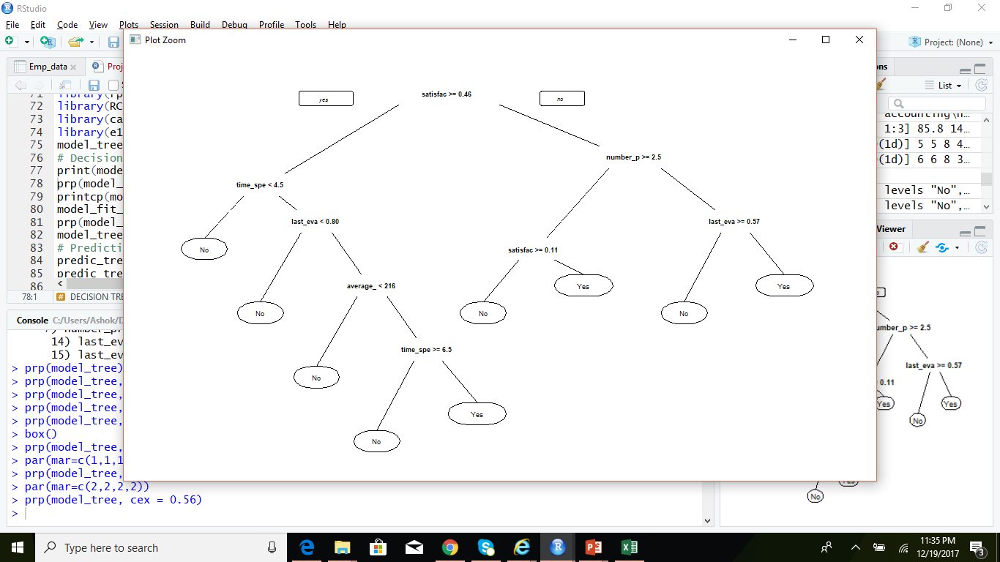 RStudio
File Edit Code View Plots Session Build Debug Profile Tools Help
Project: (None)
Plot Zoom
Emp_data
Proj
ons
List
72 library(RC
73 library(ca
74 library(e1
75 model_tree
76 # Decision
77 print(mode
78 prp(model_
79 printcp(mo
80 model_fit_
81 prp(model_
82 model_tree
83 # Predicti
84 predic_tre
85 predic_tre
86
78:1 # DECISION TRE
1:3] 85.8 14…
(1d)] 5 5 8 4…
(1d)] 6 6 8 3…
levels "No",…
levels "No",…
Viewer
yes
satisfac >= 0.46
no
number_p >= 2.5
time_spe < 4.5
last_eva < 0.80
last_eva >= 0.57
No
satisfac >= 0.11
average_ < 216
Yes
Yes
No
No
No
time_spe >= 6.5
No
Yes
No
umber_p >= 2.5
last_eva >= 0.57
0.11
Yes
Yes
No
No
Console C:/Users/Ashok/D
14) last_ev
15) last_ev
> prp(model_tree)
> prp(model_tree,
> prp(model_tree,
> prp(model_tree,
> prp(model_tree,
> box()
> prp(model_tree,
> par(mar=c(1,1,1
> prp(model_tree,
> par(mar=c(2,2,2,2))
> prp(model_tree, cex = 0.56)
>
Type here to search
11:35 PM
12/19/2017
3